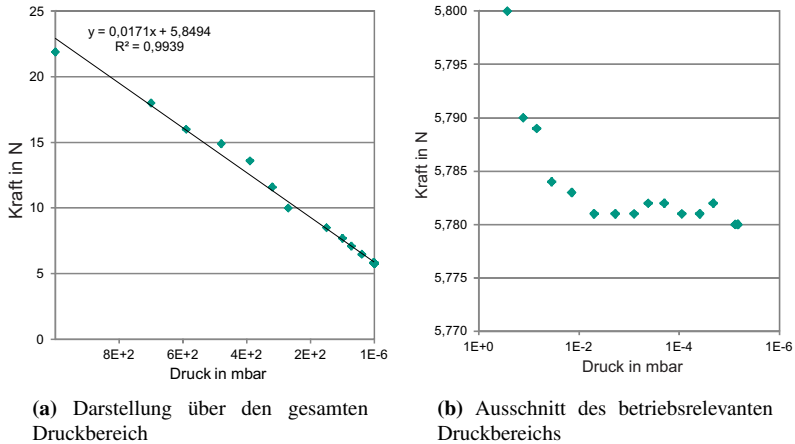 25
20
15
10
5
0
Kraft in N
y = 0,0171x + 5,8494
R² = 0,9939
8E+2 6E+2 4E+2 2E+2 1E-6
Druck in mbar
(a) Darstellung über den gesamten
Druckbereich
5,800
5,795
5,790
5,785
5,780
5,775
5,770
Kraft in N
1E+0 1E-2 1E-4 1E-6
Druck in mbar
(b) Ausschnitt des betriebsrelevanten
Druckbereichs